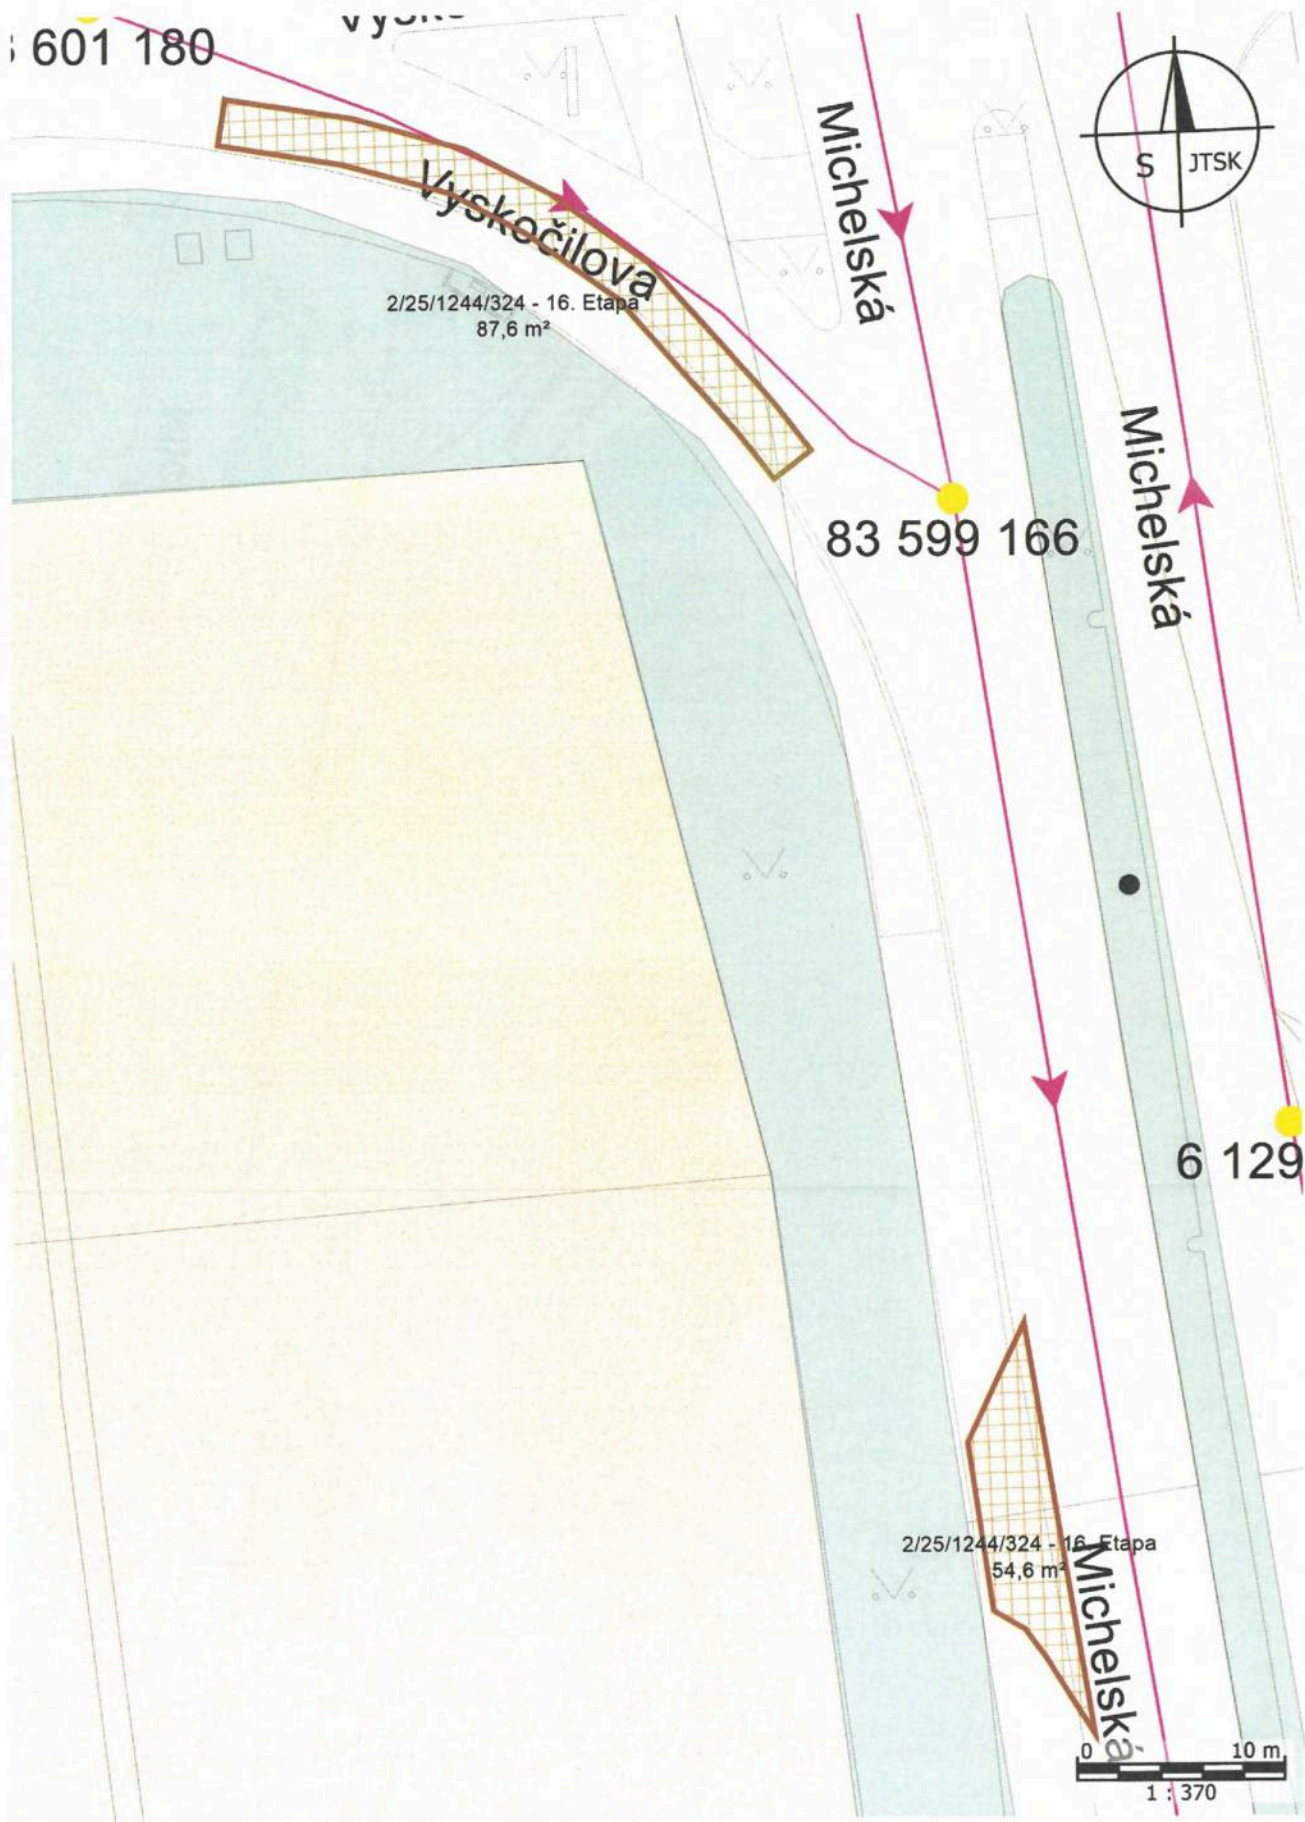 601 180
Michelská
S JTSK
Vyskočilova
2/25/1244/324 - 16. Etapa
87,6 m²
Michelská
83 599 166
6 129
2/25/1244/324 - 16. Etapa
54,6 m²
Michelská
0 10 m
1 : 370